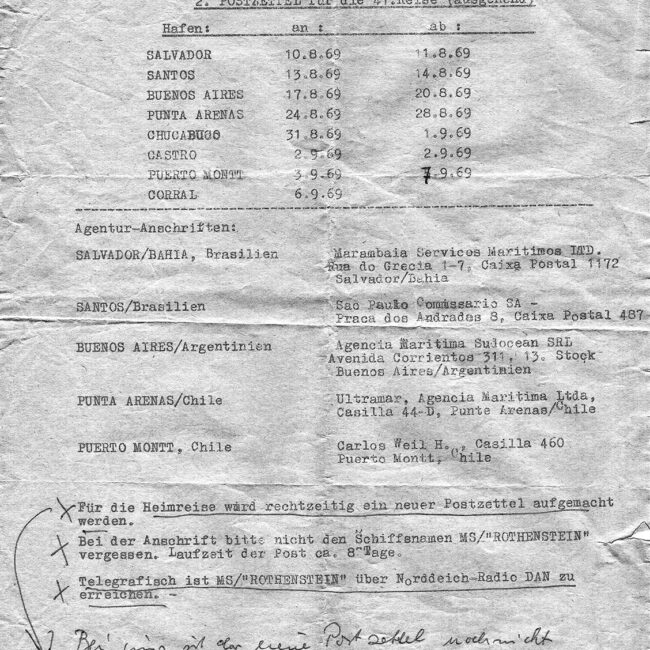 2. POSTZETTEL für die 47.Reise (ausgehend)
Hafen: an : ab :
SALVADOR 10.8.69 11.8.69
SANTOS 13.8.69 14.8.69
BUENOS AIRES 17.8.69 20.8.69
PUNTA ARENAS 24.8.69 28.8.69
CHUCABUCO 31.8.69 1.9.69
CASTRO 2.9.69 2.9.69
PUERTO MONTT 3.9.69 7.9.69
CORRAL 6.9.69
Agentur-Anschriften:
SALVADOR/BAHIA, Brasilien Marambaia Servicos Maritimos LTD.
Rua do Grecia 1-7, Caixa Postal 1172
Salvador/Bahia
SANTOS/Brasilien Sao Paulo Commissario SA -
Praca dos Andradas 8, Caixa Postal 487
BUENOS AIRES/Argentinien Agencia Maritima Sudocean SRL
Avenida Corrientos 311, 13. Stock
Buenos Aires/Argentinien
PUNTA ARENAS/Chile Ultramar, Agencia Maritima Ltda,
Casilla 44-D, Punte Arenas/Chile
PUERTO MONTT, Chile Carlos Weil H., Casilla 460
Puerto Montt, Chile
X Für die Heimreise wird rechtzeitig ein neuer Postzettel aufgemacht
werden.
X Bei der Anschrift bitte nicht den Schiffsnamen MS/"ROTHENSTEIN"
vergessen. Laufzeit der Post ca. 8 Tage.
X Telegrafisch ist MS/"ROTHENSTEIN" über Norddeich-Radio DAN zu
erreichen. -
Bei uns ist der neue Postzettel noch nicht